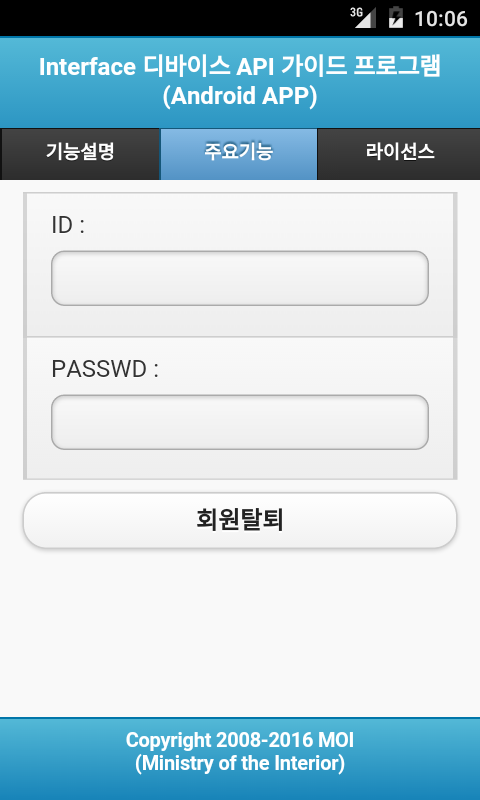 3G 10:06
Interface 디바이스 API 가이드 프로그램
(Android APP)
기능설명 주요기능 라이선스
ID :
PASSWD :
회원탈퇴
Copyright 2008-2016 MOI
(Ministry of the Interior)